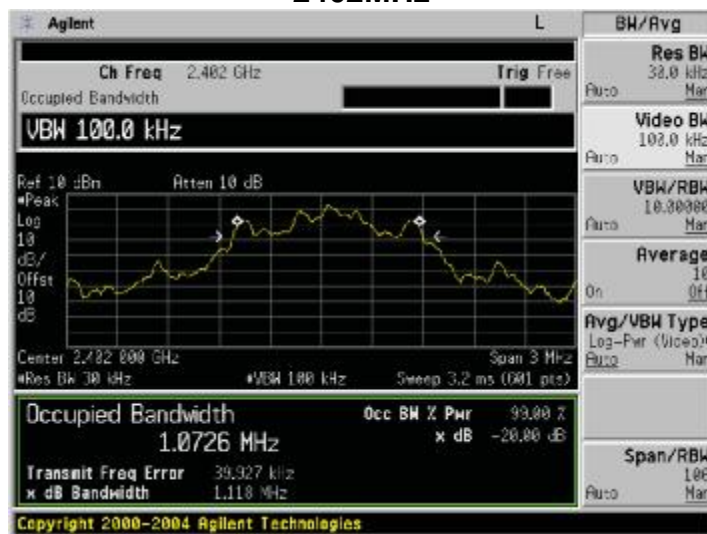 Agilent L BW/Avg
Ch Freq 2.402 GHz Trig Free
Occupied Bandwidth
VBW 100.0 kHz
Ref 10 dBm Atten 10 dB
#Peak
Log
10
dB/
Offst
10
dB
Center 2.402 000 GHz Span 3 MHz
#Res BW 30 kHz #VBW 100 kHz Sweep 3.2 ms (601 pts)
Occupied Bandwidth
1.0726 MHz
Occ BW % Pwr 99.00 %
x dB -20.00 dB
Transmit Freq Error 39.927 kHz
x dB Bandwidth 1.118 MHz
Res BW
30.0 kHz
Auto Man
Video BW
100.0 kHz
Auto Man
VBW/RBW
Auto Man
Average
10
On Off
Avg/VBW Type
Log-Pwr (Video)
Auto Man
Span/RBW
106
Auto Man
Copyright 2000-2004 Agilent Technologies